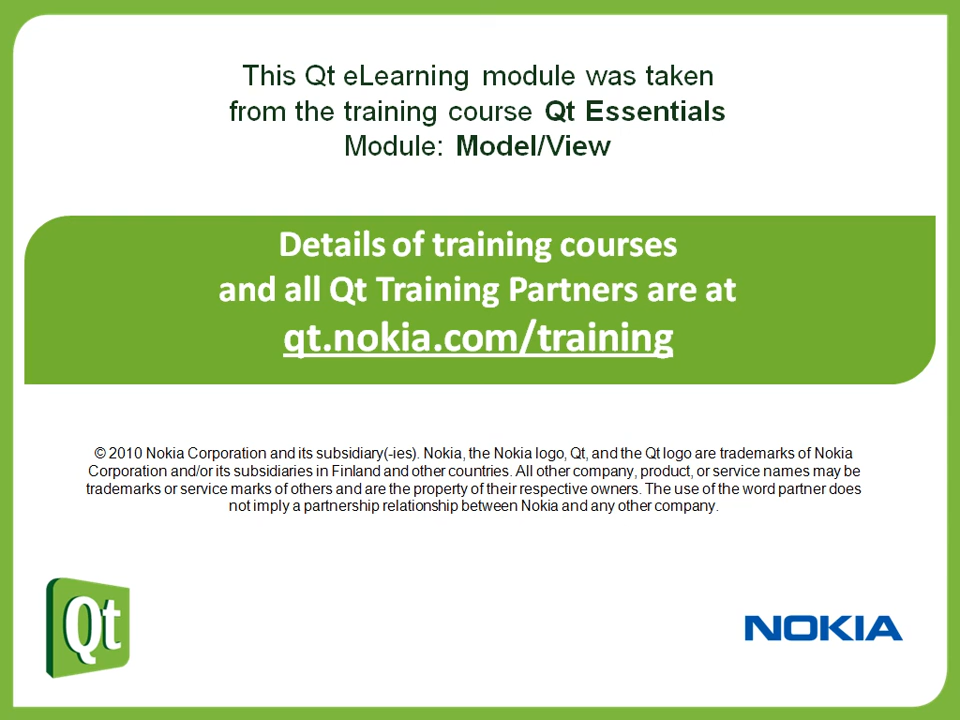 This Qt eLearning module was taken
from the training course Qt Essentials
Module: Model/View
Details of training courses
and all Qt Training Partners are at
qt.nokia.com/training
© 2010 Nokia Corporation and its subsidiary(-ies). Nokia, the Nokia logo, Qt, and the Qt logo are trademarks of Nokia
Corporation and/or its subsidiaries in Finland and other countries. All other company, product, or service names may be
trademarks or service marks of others and are the property of their respective owners. The use of the word partner does
not imply a partnership relationship between Nokia and any other company.
Qt
NOKIA